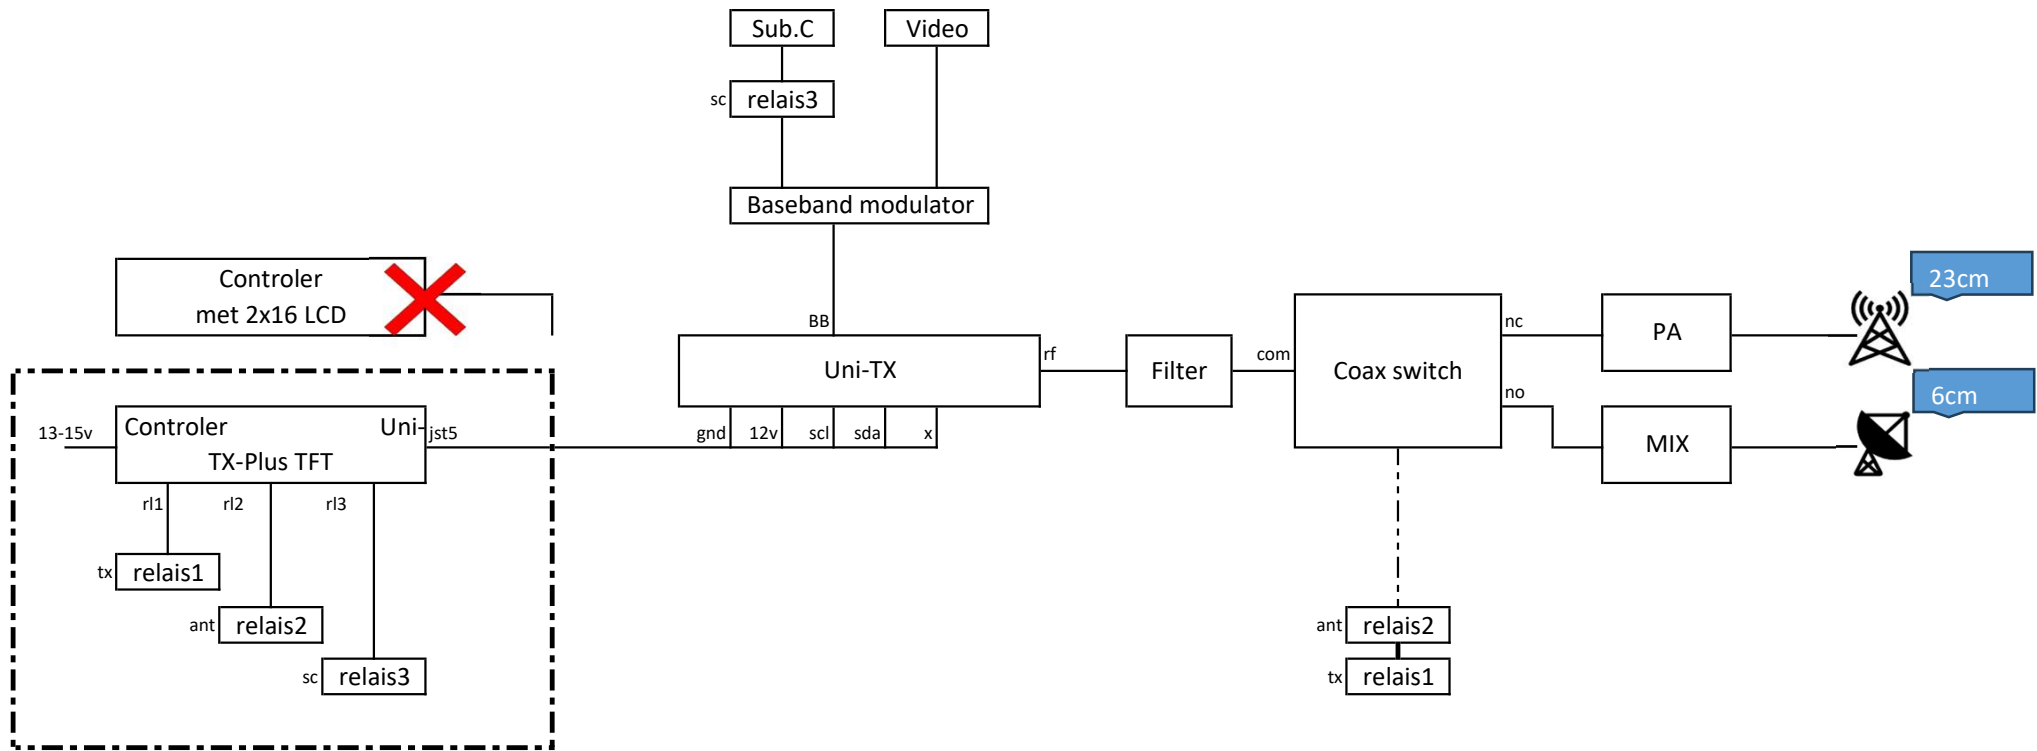 Sub.C
Video
sc
relais3
Baseband modulator
Controler
met 2x16 LCD
BB
Uni-TX
rf
Filter
com
Coax switch
nc
no
PA
MIX
23cm
6cm
13-15v
Controler Uni-
TX-Plus TFT
jst5
gnd
12v
scl
sda
x
rl1
rl2
rl3
tx
relais1
ant
relais2
sc
relais3
ant
relais2
tx
relais1